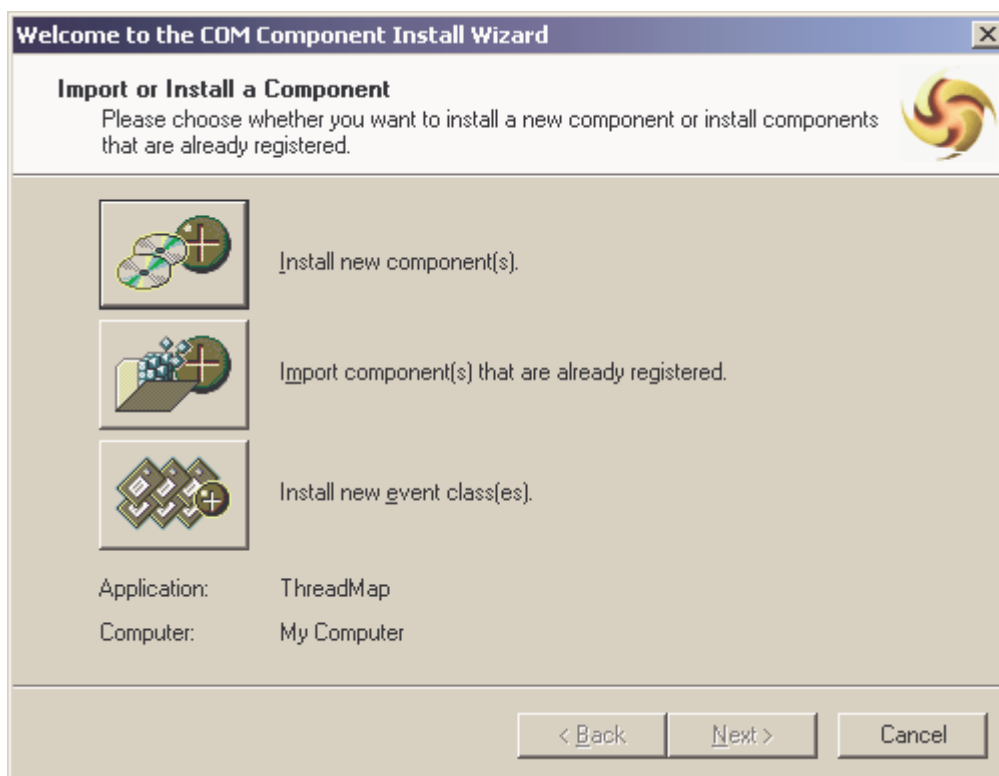 Welcome to the COM Component Install Wizard
Import or Install a Component
Please choose whether you want to install a new component or install components
that are already registered.
Install new component(s).
Import component(s) that are already registered.
Install new event class(es).
Application: ThreadMap
Computer: My Computer
< Back Next > Cancel